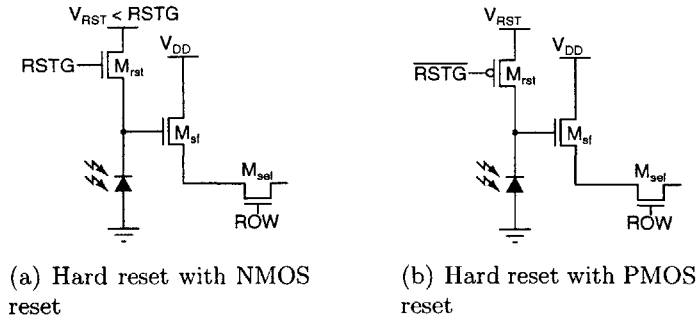 V_RST < RSTG
V_DD
RSTG
M_rst
M_sf
M_sel
ROW
V_RST
V_DD
R̅S̅T̅G̅
M_rst
M_sf
M_sel
ROW
(a) Hard reset with NMOS
reset
(b) Hard reset with PMOS
reset